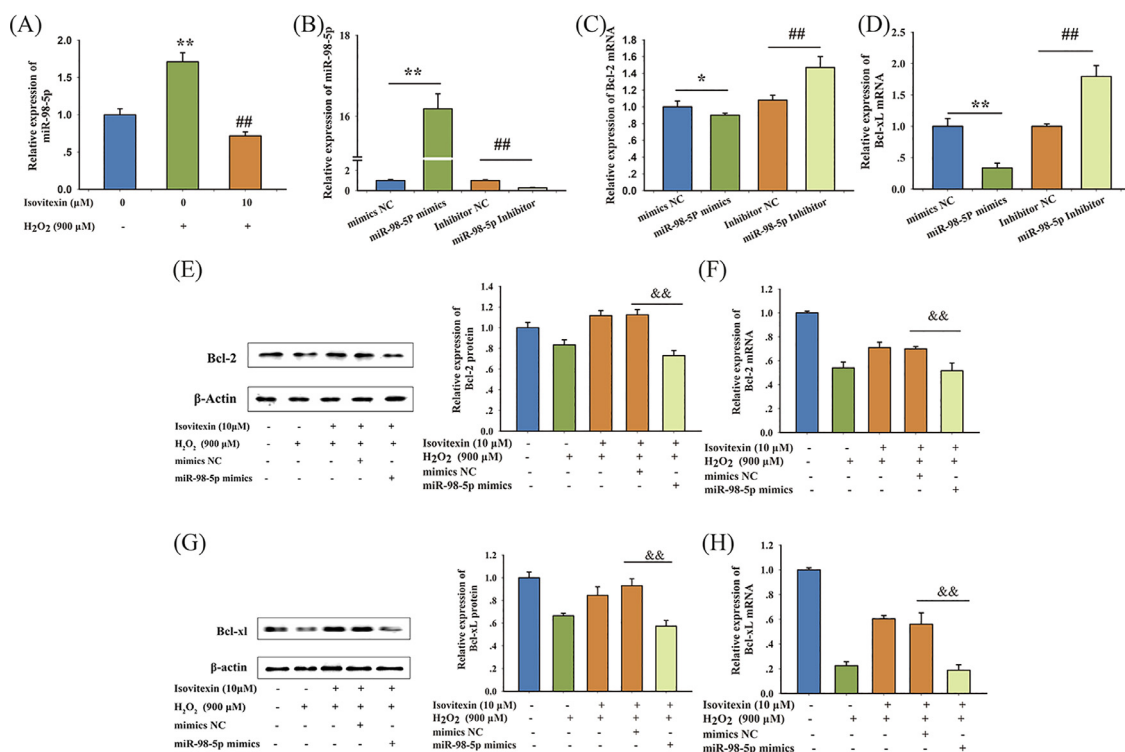 (A)
Relative expression of
miR-98-5p
2.0
1.5
1.0
.5
0.0
**
##
Isovitexin (μM) 0 0 10
H2O2 (900 μM) - + +
(B)
Relative expression of miR-98-5p
18
16
2
0
**
##
mimics NC
miR-98-5P mimics
Inhibitor NC
miR-98-5p Inhibitor
(C)
Relative expression of Bcl-2 mRNA
1.8
1.6
1.4
1.2
1.0
.8
.6
.4
.2
0.0
*
##
mimics NC
miR-98-5P mimics
Inhibitor NC
miR-98-5p Inhibitor
(D)
Relative expression of
Bcl-xL mRNA
2.5
2.0
1.5
1.0
.5
0.0
**
##
mimics NC
miR-98-5P mimics
Inhibitor NC
miR-98-5p Inhibitor
(E)
Bcl-2
β-Actin
Isovitexin (10μM) - - + + +
H2O2 (900 μM) - + + + +
mimics NC - - - + -
miR-98-5p mimics - - - - +
Relative expression of
Bcl-2 protein
1.4
1.2
1.0
.8
.6
.4
.2
0.0
&&
Isovitexin (10 μM) - - + + +
H2O2 (900 μM) - + + + +
mimics NC - - - + -
miR-98-5p mimics - - - - +
(F)
Relative expression of
Bcl-2 mRNA
1.2
1.0
.8
.6
.4
.2
0.0
&&
Isovitexin (10 μM) - - + + +
H2O2 (900 μM) - + + + +
mimics NC - - - + -
miR-98-5p mimics - - - - +
(G)
Bcl-xl
β-actin
Isovitexin (10μM) - - + + +
H2O2 (900 μM) - + + + +
mimics NC - - - + -
miR-98-5p mimics - - - - +
Relative expression of
Bcl-xL protein
1.2
1.0
.8
.6
.4
.2
0.0
&&
Isovitexin (10 μM) - - + + +
H2O2 (900 μM) - + + + +
mimics NC - - - + -
miR-98-5p mimics - - - - +
(H)
Relative expression of
Bcl-xL mRNA
1.2
1.0
.8
.6
.4
.2
0.0
&&
Isovitexin (10 μM) - - + + +
H2O2 (900 μM) - + + + +
mimics NC - - - + -
miR-98-5p mimics - - - - +